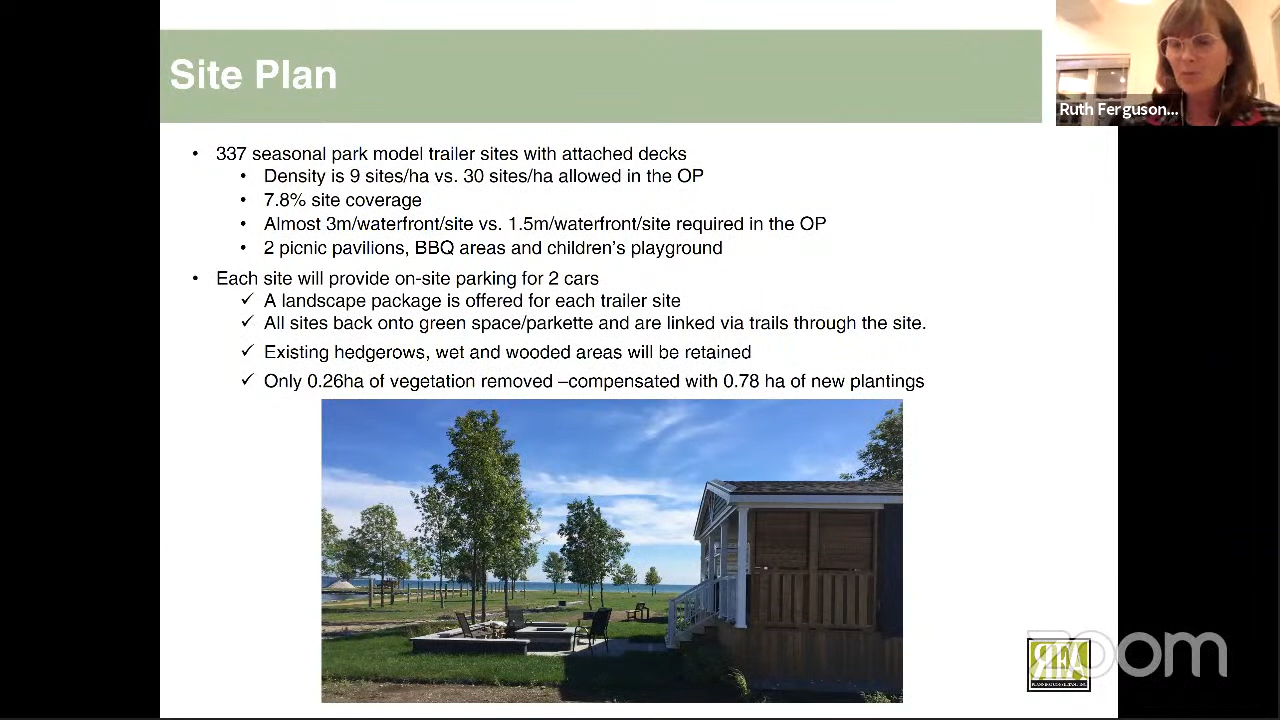 Site Plan
Ruth Ferguson...
• 337 seasonal park model trailer sites with attached decks
• Density is 9 sites/ha vs. 30 sites/ha allowed in the OP
• 7.8% site coverage
• Almost 3m/waterfront/site vs. 1.5m/waterfront/site required in the OP
• 2 picnic pavilions, BBQ areas and children's playground
• Each site will provide on-site parking for 2 cars
✓ A landscape package is offered for each trailer site
✓ All sites back onto green space/parkette and are linked via trails through the site.
✓ Existing hedgerows, wet and wooded areas will be retained
✓ Only 0.26ha of vegetation removed –compensated with 0.78 ha of new plantings
zoom